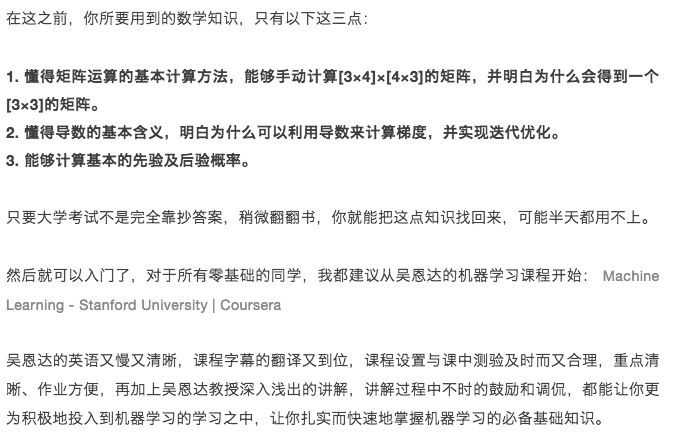 在这之前，你所要用到的数学知识，只有以下这三点：
1. 懂得矩阵运算的基本计算方法，能够手动计算[3×4]×[4×3]的矩阵，并明白为什么会得到一个
[3×3]的矩阵。
2. 懂得导数的基本含义，明白为什么可以利用导数来计算梯度，并实现迭代优化。
3. 能够计算基本的先验及后验概率。
只要大学考试不是完全靠抄答案，稍微翻翻书，你就能把这点知识找回来，可能半天都用不上。
然后就可以入门了，对于所有零基础的同学，我都建议从吴恩达的机器学习课程开始： Machine
Learning - Stanford University | Coursera
吴恩达的英语又慢又清晰，课程字幕的翻译又到位，课程设置与课中测验及时而又合理，重点清
晰、作业方便，再加上吴恩达教授深入浅出的讲解，讲解过程中不时的鼓励和调侃，都能让你更
为积极地投入到机器学习的学习之中，让你扎实而快速地掌握机器学习的必备基础知识。